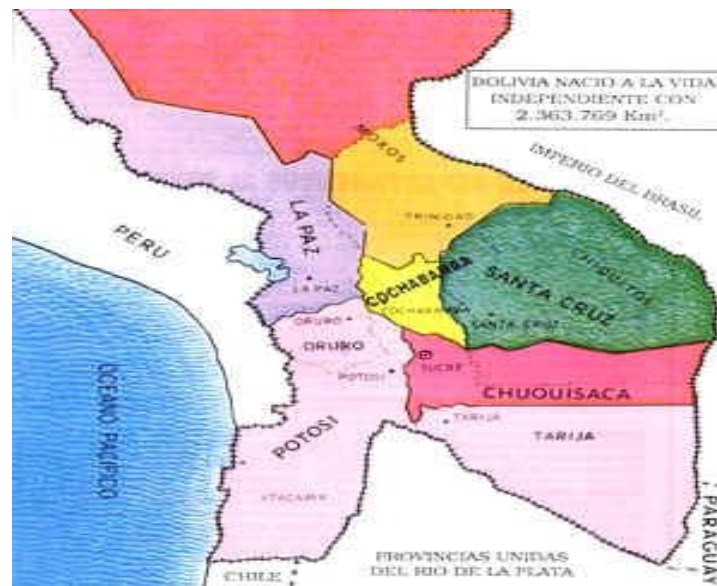 BOLIVIA NACIO A LA VIDA
INDEPENDIENTE CON
2.363.769 Km².
IMPERIO DEL BRASIL
MOXOS
TRINIDAD
PERU
LA PAZ
LA PAZ
COCHABAMBA
COCHABAMBA
CHIQUITOS
SANTA CRUZ
SANTA CRUZ
ORURO
ORURO
SUCRE
POTOSI
CHUQUISACA
POTOSI
TARIJA
TARIJA
OCEANO PACIFICO
ATACAMA
PROVINCIAS UNIDAS
DEL RIO DE LA PLATA
CHILE
PARAGUA